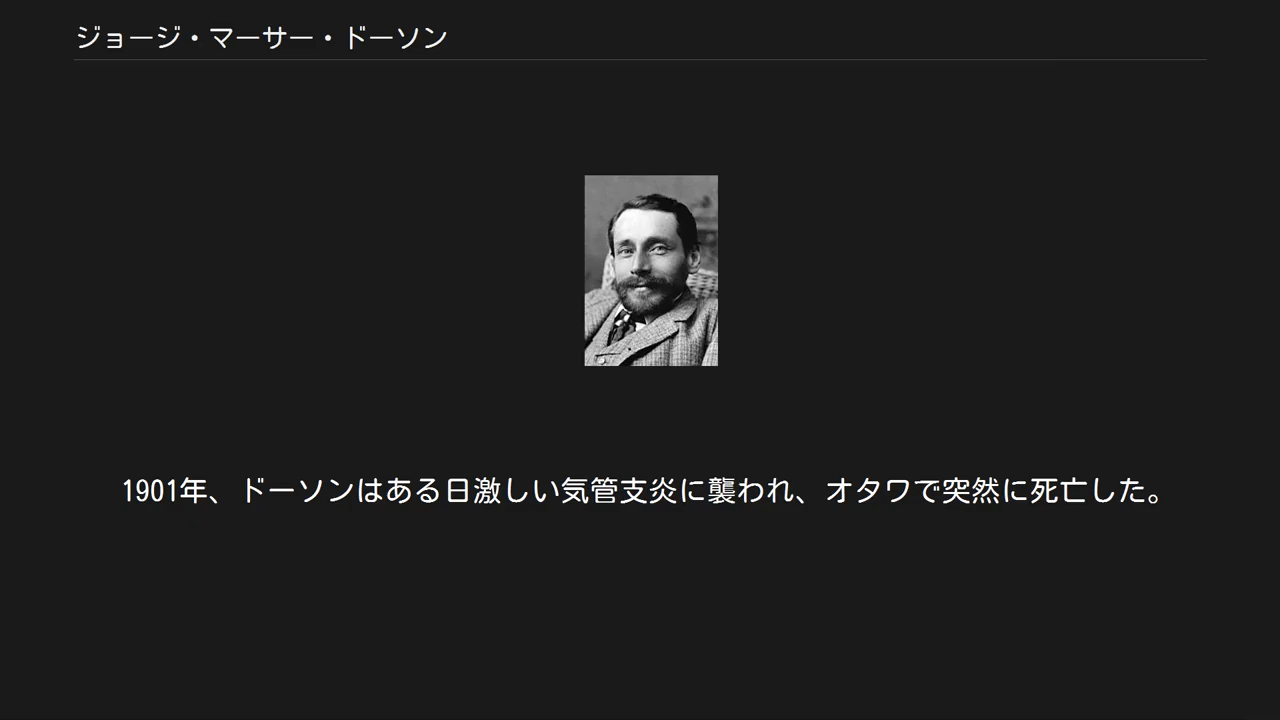 ジョージ・マーサー・ドーソン
1901年、ドーソンはある日激しい気管支炎に襲われ、オタワで突然に死亡した。